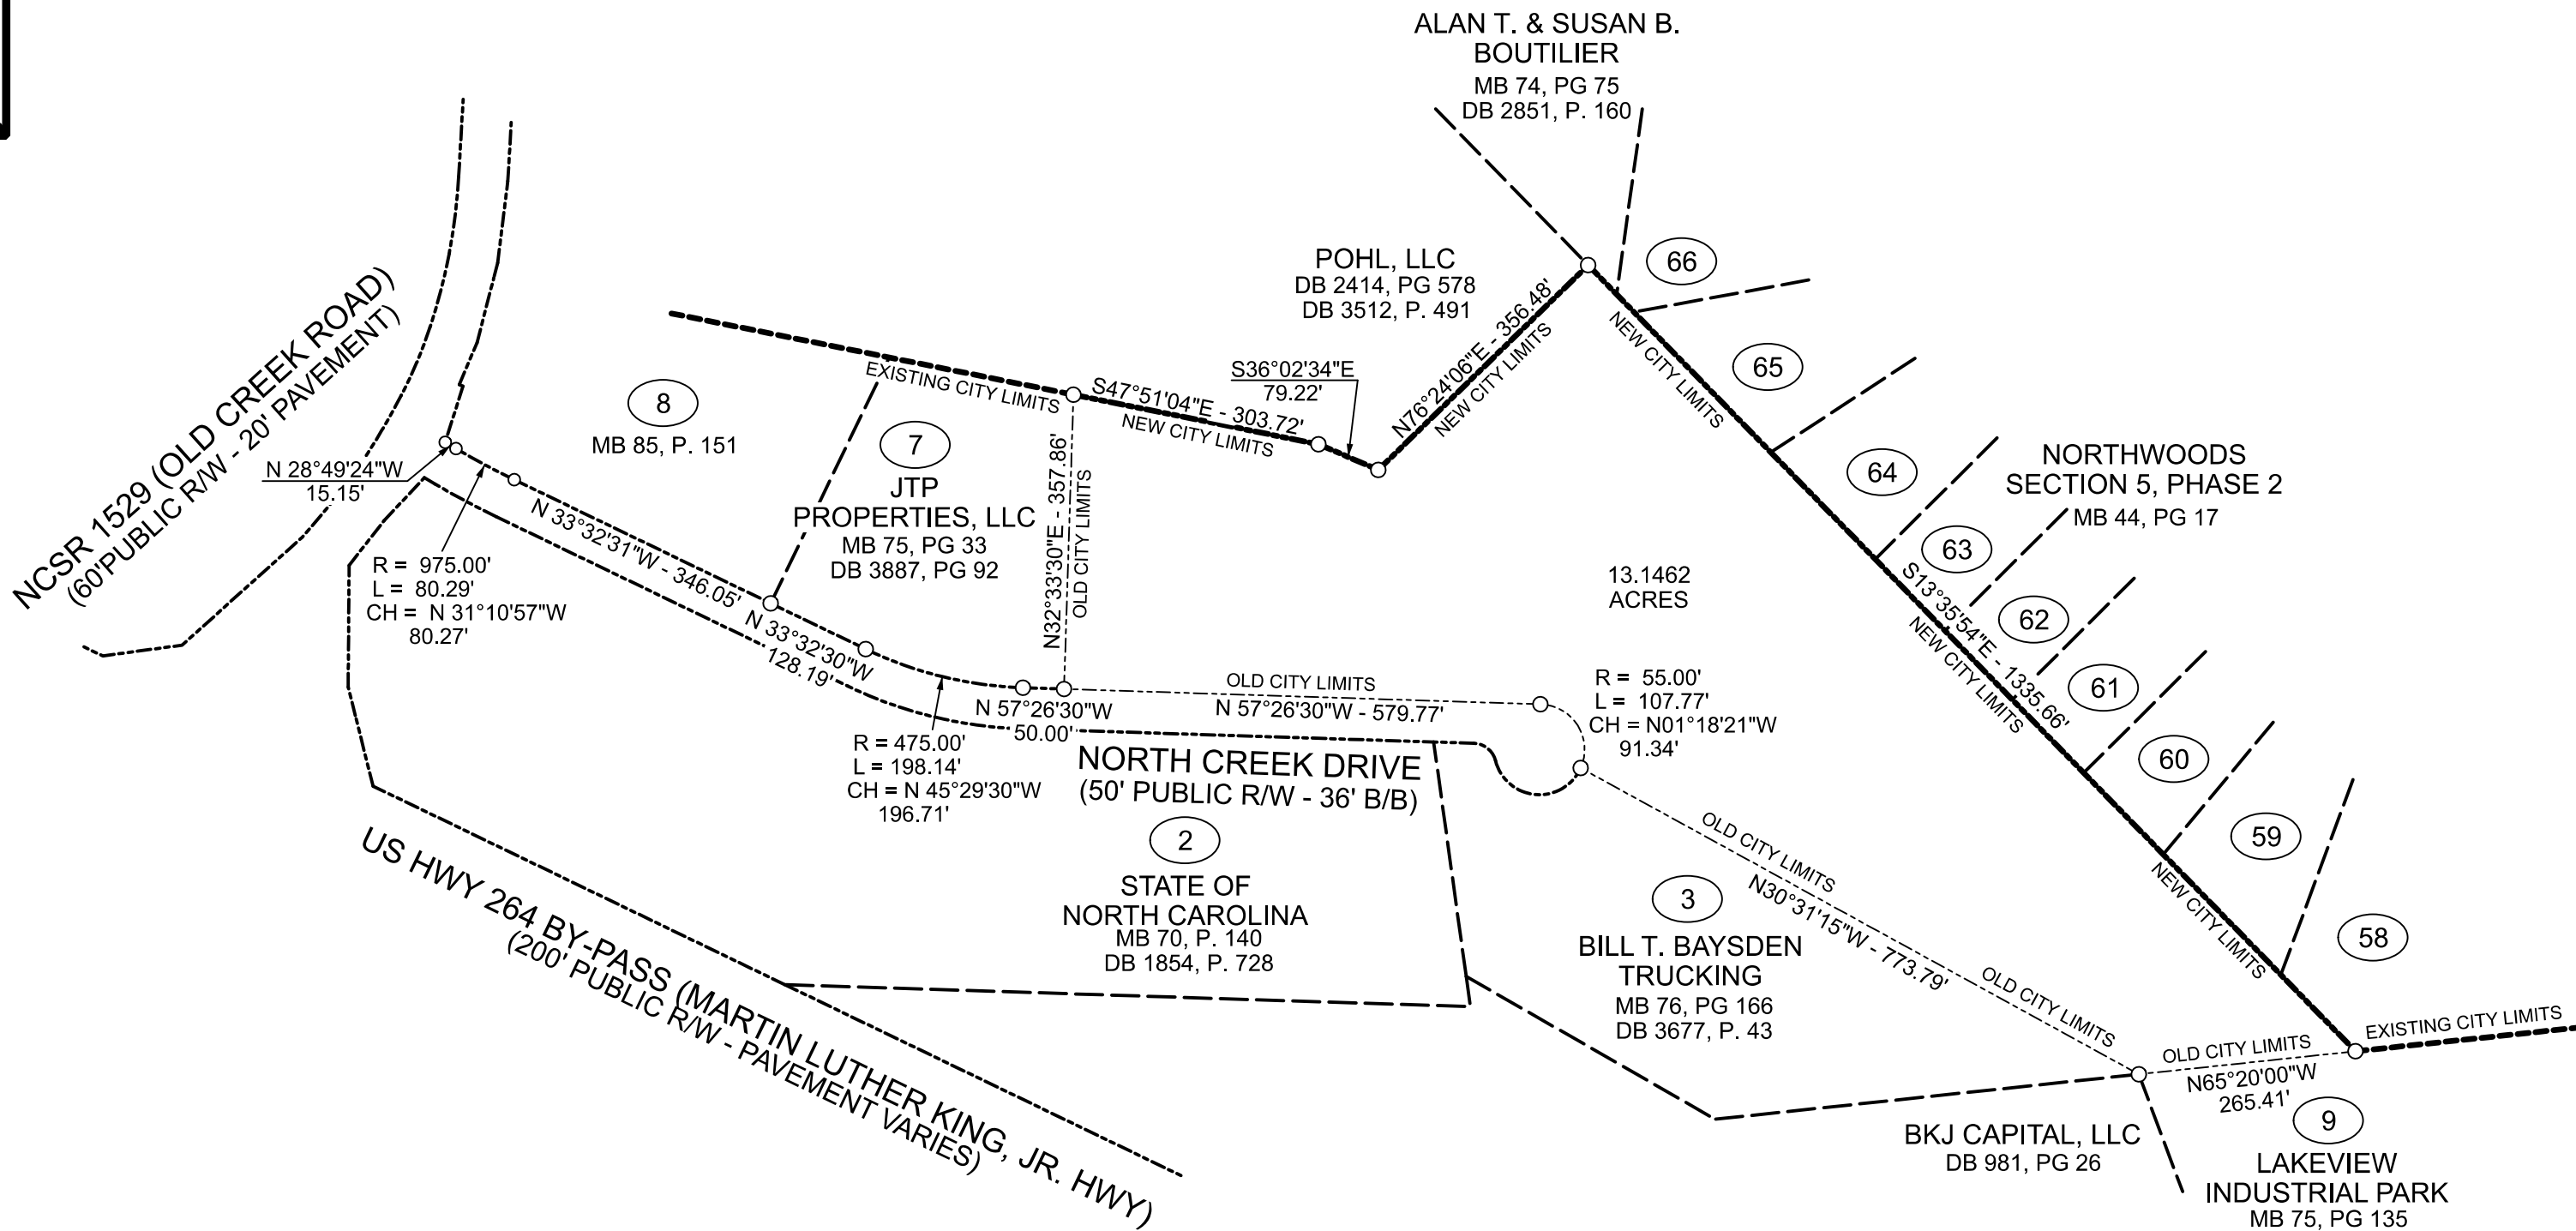 ALAN T. & SUSAN B.
BOUTILIER
MB 74, PG 75
DB 2851, P. 160
POHL, LLC
DB 2414, PG 578
DB 3512, P. 491
66
65
64
63
62
61
60
59
58
NORTHWOODS
SECTION 5, PHASE 2
MB 44, PG 17
NCSR 1529 (OLD CREEK ROAD)
(60'PUBLIC R/W - 20' PAVEMENT)
EXISTING CITY LIMITS
S47°51'04"E - 303.72'
NEW CITY LIMITS
S36°02'34"E
79.22'
N76°24'06"E - 356.48'
NEW CITY LIMITS
NEW CITY LIMITS
S13°35'54"E - 1335.66'
NEW CITY LIMITS
NEW CITY LIMITS
8
MB 85, P. 151
7
JTP
PROPERTIES, LLC
MB 75, PG 33
DB 3887, PG 92
N32°33'30"E - 357.86'
OLD CITY LIMITS
N 28°49'24"W
15.15'
R = 975.00'
L = 80.29'
CH = N 31°10'57"W
80.27'
N 33°32'31"W - 346.05'
N 33°32'30"W
128.19'
13.1462
ACRES
N 57°26'30"W
50.00'
OLD CITY LIMITS
N 57°26'30"W - 579.77'
R = 55.00'
L = 107.77'
CH = N01°18'21"W
91.34'
R = 475.00'
L = 198.14'
CH = N 45°29'30"W
196.71'
NORTH CREEK DRIVE
(50' PUBLIC R/W - 36' B/B)
2
STATE OF
NORTH CAROLINA
MB 70, P. 140
DB 1854, P. 728
US HWY 264 BY-PASS (MARTIN LUTHER KING, JR. HWY)
(200' PUBLIC R/W - PAVEMENT VARIES)
3
BILL T. BAYSDEN
TRUCKING
MB 76, PG 166
DB 3677, P. 43
OLD CITY LIMITS
N30°31'15"W - 773.79'
OLD CITY LIMITS
OLD CITY LIMITS
N65°20'00"W
265.41'
EXISTING CITY LIMITS
BKJ CAPITAL, LLC
DB 981, PG 26
9
LAKEVIEW
INDUSTRIAL PARK
MB 75, PG 135